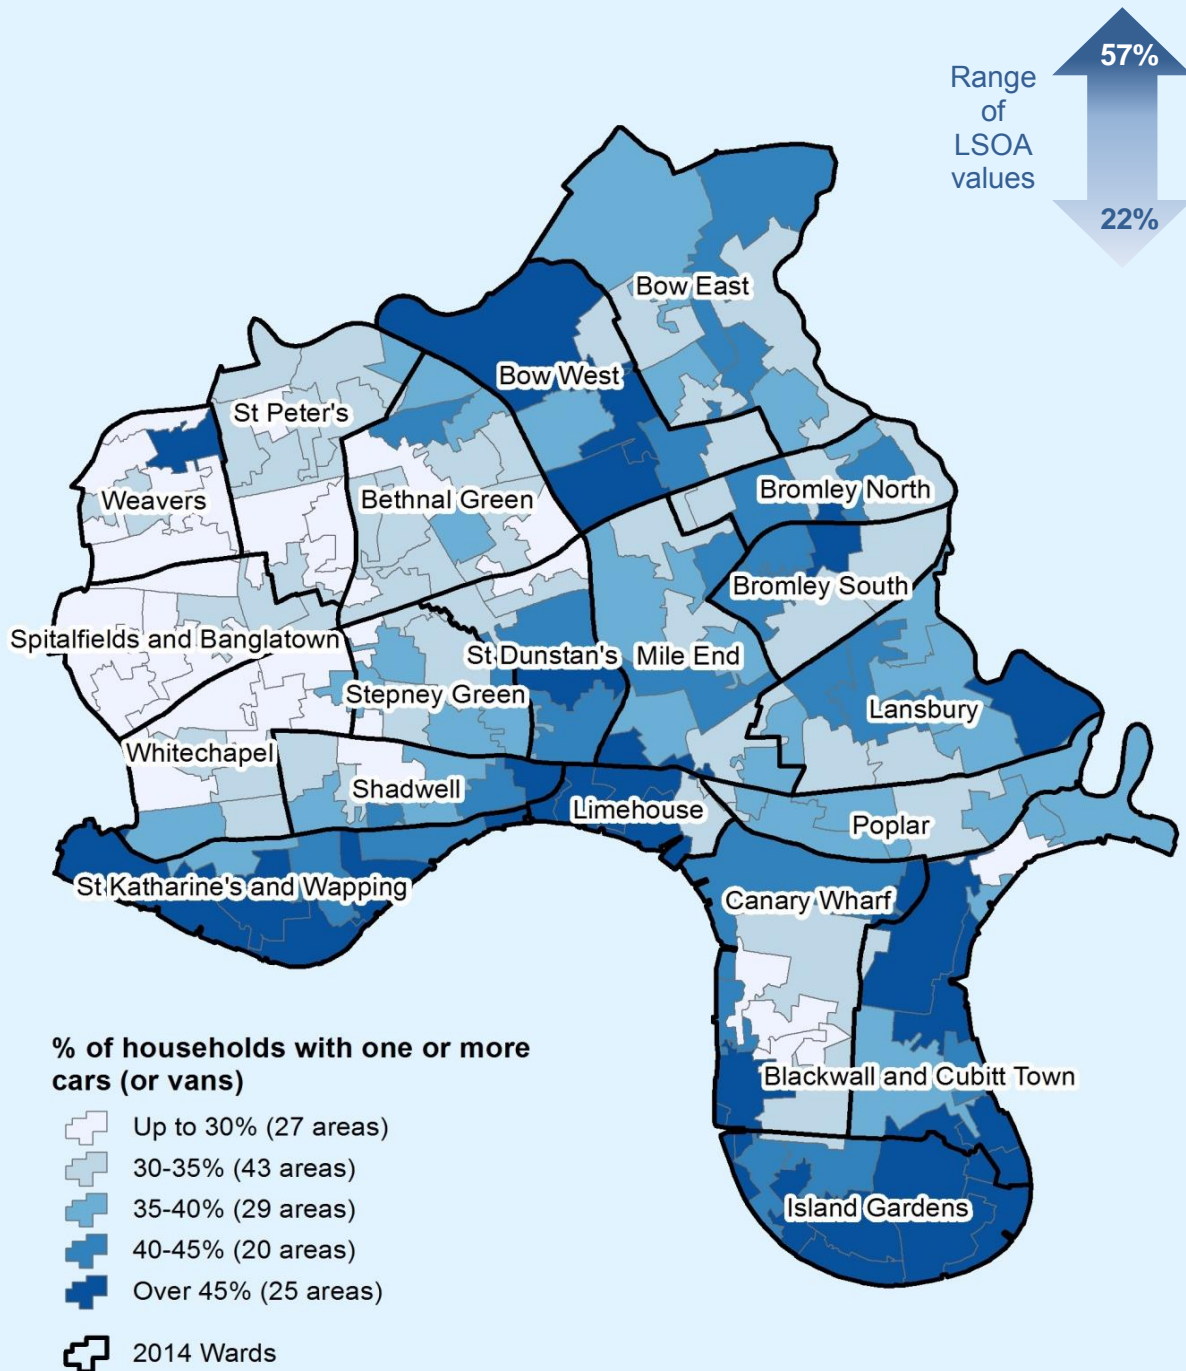 57%
Range
of
LSOA
values
22%
Bow East
Bow West
St Peter's
Weavers
Bethnal Green
Bromley North
Bromley South
Spitalfields and Banglatown
St Dunstan's
Mile End
Stepney Green
Lansbury
Whitechapel
Shadwell
Limehouse
Poplar
St Katharine's and Wapping
Canary Wharf
Blackwall and Cubitt Town
Island Gardens
% of households with one or more
cars (or vans)
Up to 30% (27 areas)
30-35% (43 areas)
35-40% (29 areas)
40-45% (20 areas)
Over 45% (25 areas)
2014 Wards